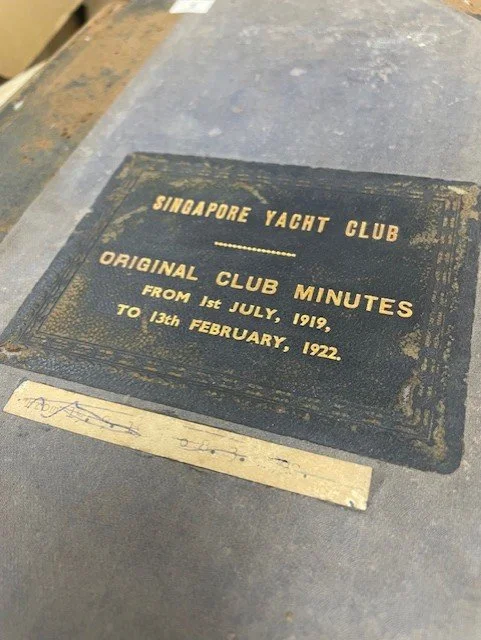 SINGAPORE YACHT CLUB
ORIGINAL CLUB MINUTES
FROM 1st JULY, 1919,
TO 13th FEBRUARY, 1922.